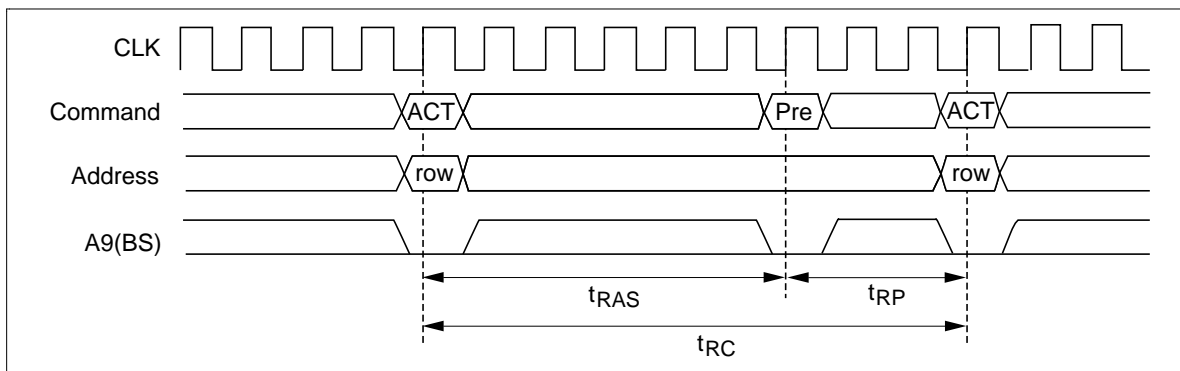 CLK
Command ACT Pre ACT
Address row row
A9(BS)
tRAS tRP
tRC